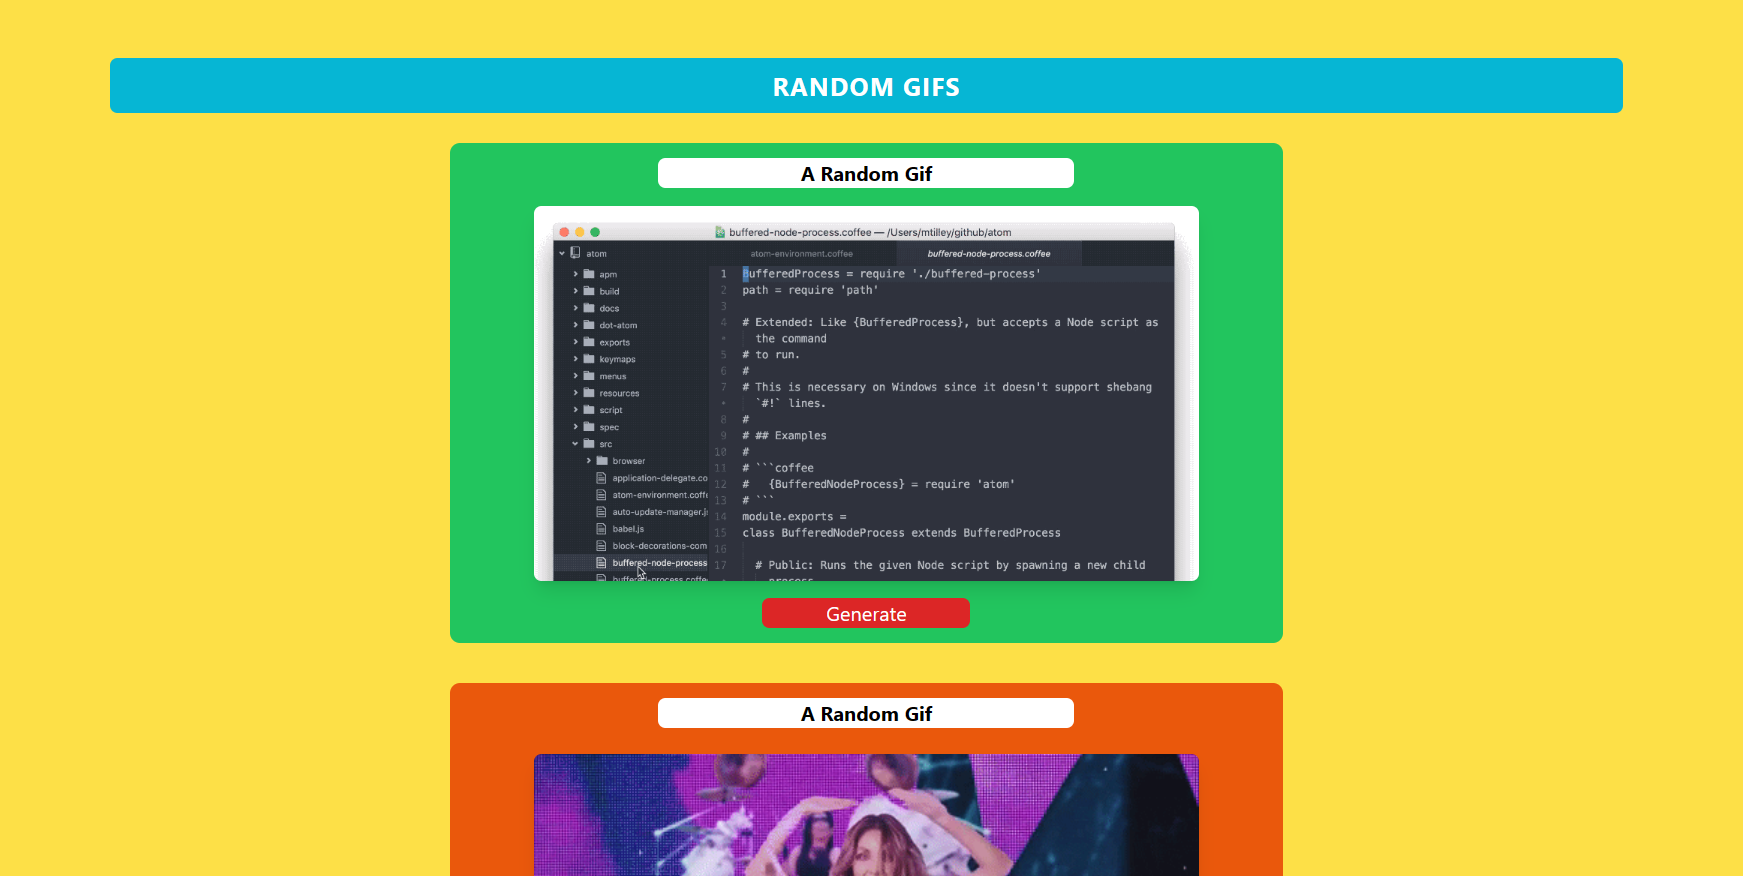 RANDOM GIFS
A Random Gif
buffered-node-process.coffee — /Users/mtilley/github/atom
atom
atom-environment.coffee
buffered-node-process.coffee
apm
build
docs
dot-atom
exports
keymaps
menus
resources
script
spec
src
browser
application-delegate.co
atom-environment.coffe
auto-update-manager.js
babel.js
block-decorations-com
buffered-node-process
buffered-process.coffe
1 BufferedProcess = require './buffered-process'
2 path = require 'path'
3
4 # Extended: Like {BufferedProcess}, but accepts a Node script as
• the command
5 # to run.
6 #
7 # This is necessary on Windows since it doesn't support shebang
• `#!` lines.
8 #
9 # ## Examples
10 #
11 # ```coffee
12 #   {BufferedNodeProcess} = require 'atom'
13 # ```
14 module.exports =
15 class BufferedNodeProcess extends BufferedProcess
16
17 # Public: Runs the given Node script by spawning a new child
• process
Generate
A Random Gif